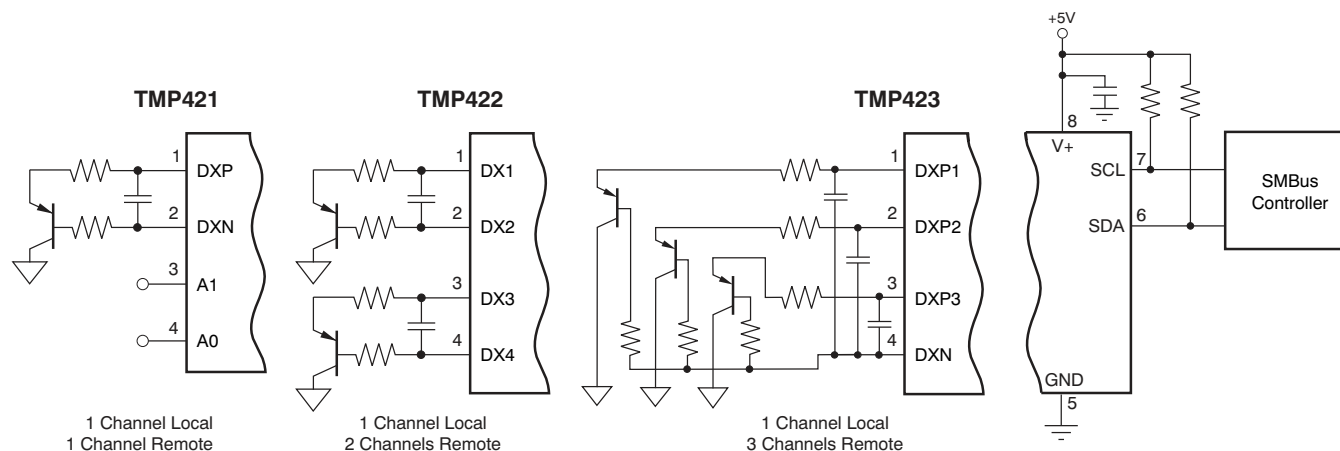 TMP421
1
DXP
2
DXN
3
A1
4
A0
1 Channel Local
1 Channel Remote
TMP422
1
DX1
2
DX2
3
DX3
4
DX4
1 Channel Local
2 Channels Remote
TMP423
1
DXP1
2
DXP2
3
DXP3
4
DXN
1 Channel Local
3 Channels Remote
+5V
8
V+
7
SCL
6
SDA
GND
5
SMBus
Controller